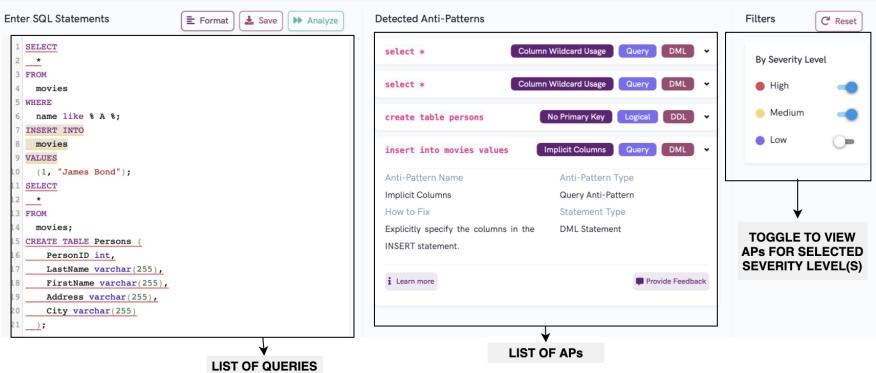 Enter SQL Statements
Format
Save
Analyze
1 SELECT
2 *
3 FROM
4 movies
5 WHERE
6 name like % A %;
7 INSERT INTO
8 movies
9 VALUES
10 (1, "James Bond");
11 SELECT
12 *
13 FROM
14 movies;
15 CREATE TABLE Persons (
16 PersonID int,
17 LastName varchar(255),
18 FirstName varchar(255),
19 Address varchar(255),
20 City varchar(255)
21 );
LIST OF QUERIES
Detected Anti-Patterns
select * Column Wildcard Usage Query DML
select * Column Wildcard Usage Query DML
create table persons No Primary Key Logical DDL
insert into movies values Implicit Columns Query DML
Anti-Pattern Name Anti-Pattern Type
Implicit Columns Query Anti-Pattern
How to Fix Statement Type
Explicitly specify the columns in the DML Statement
INSERT statement.
Learn more Provide Feedback
LIST OF APs
Filters Reset
By Severity Level
High
Medium
Low
TOGGLE TO VIEW
APs FOR SELECTED
SEVERITY LEVEL(S)